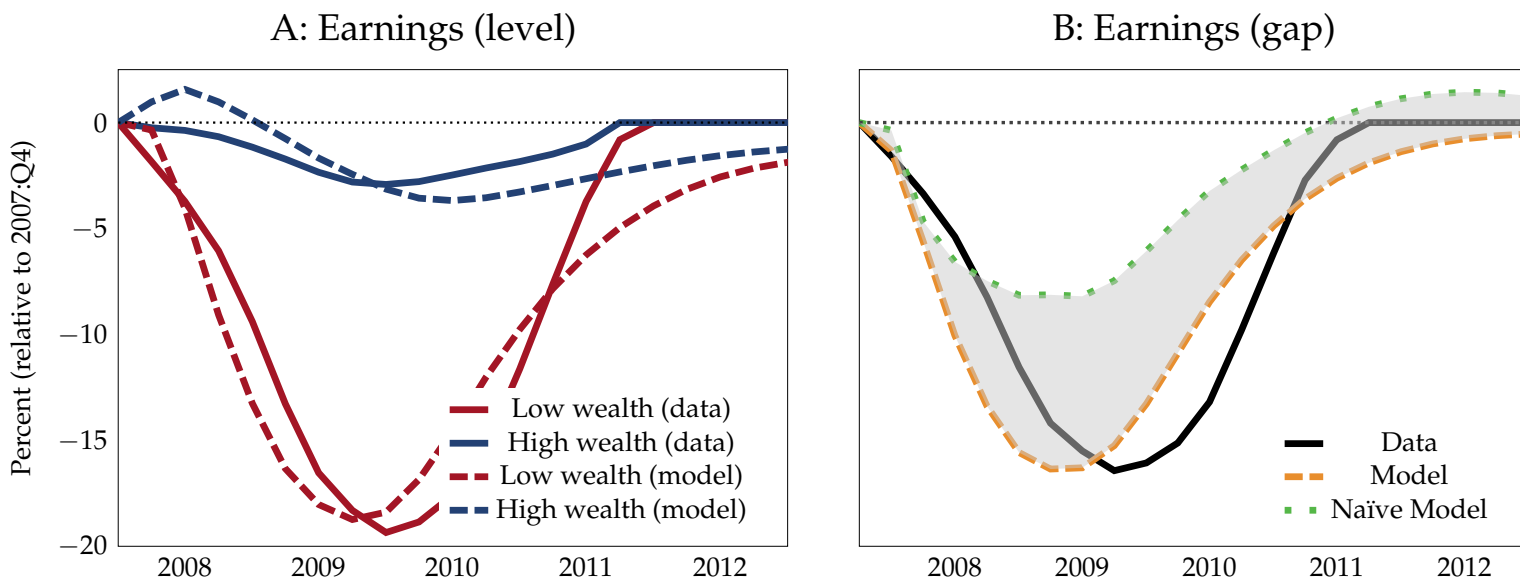 A: Earnings (level)
Percent (relative to 2007:Q4)
0
−5
−10
−15
−20
Low wealth (data)
High wealth (data)
Low wealth (model)
High wealth (model)
2008 2009 2010 2011 2012
B: Earnings (gap)
Data
Model
Naïve Model
2008 2009 2010 2011 2012